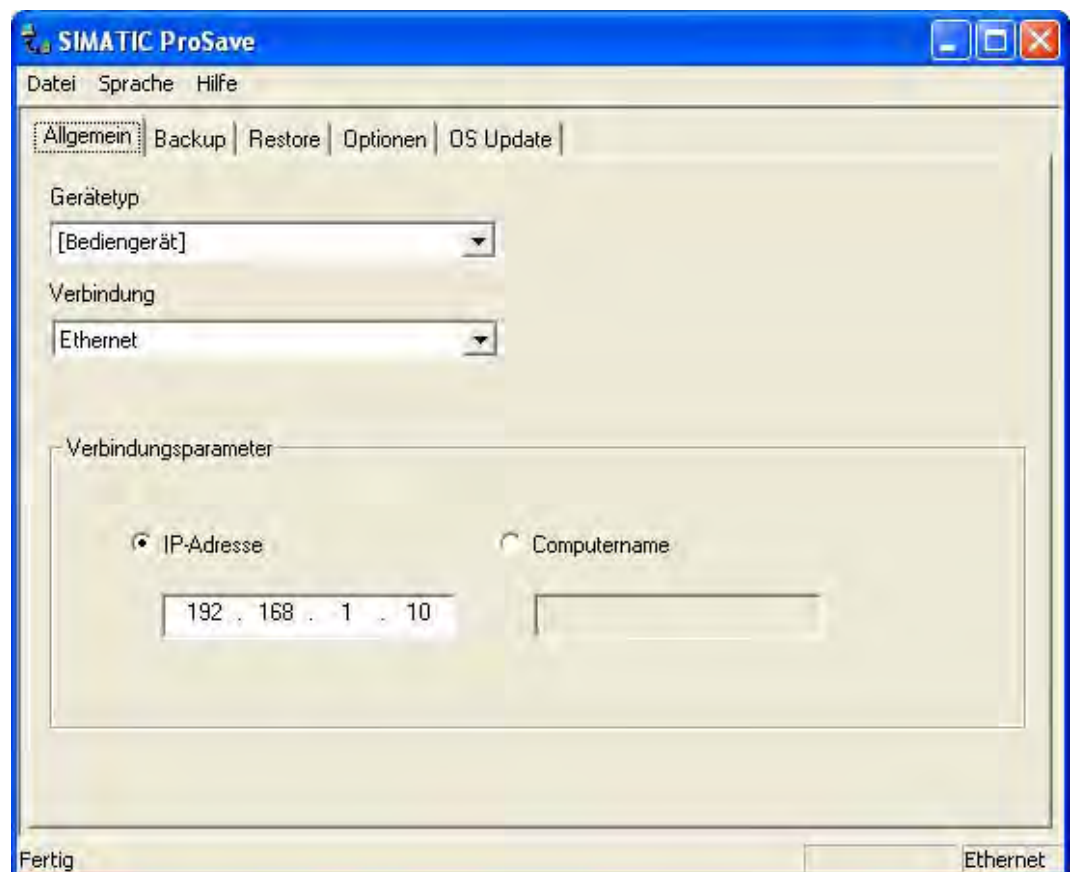 SIMATIC ProSave
Datei Sprache Hilfe
Allgemein Backup Restore Optionen OS Update
Gerätetyp
[Bediengerät]
Verbindung
Ethernet
Verbindungsparameter
IP-Adresse Computername
192 . 168 . 1 . 10
Fertig Ethernet